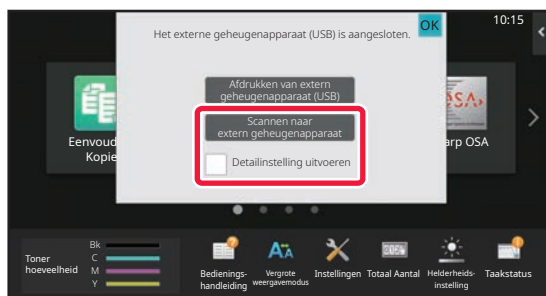 10:15
Het externe geheugenapparaat (USB) is aangesloten.
OK
Afdrukken van extern
geheugenapparaat (USB)
Scannen naar
extern geheugenapparaat
Detailinstelling uitvoeren
Eenvoud
Kopie
OSA
arp OSA
Toner
hoeveelheid
Bk
C
M
Y
Bedienings-
handleiding
Vergrote
weergavemodus
Instellingen
Totaal Aantal
Helderheids-
instelling
Taakstatus